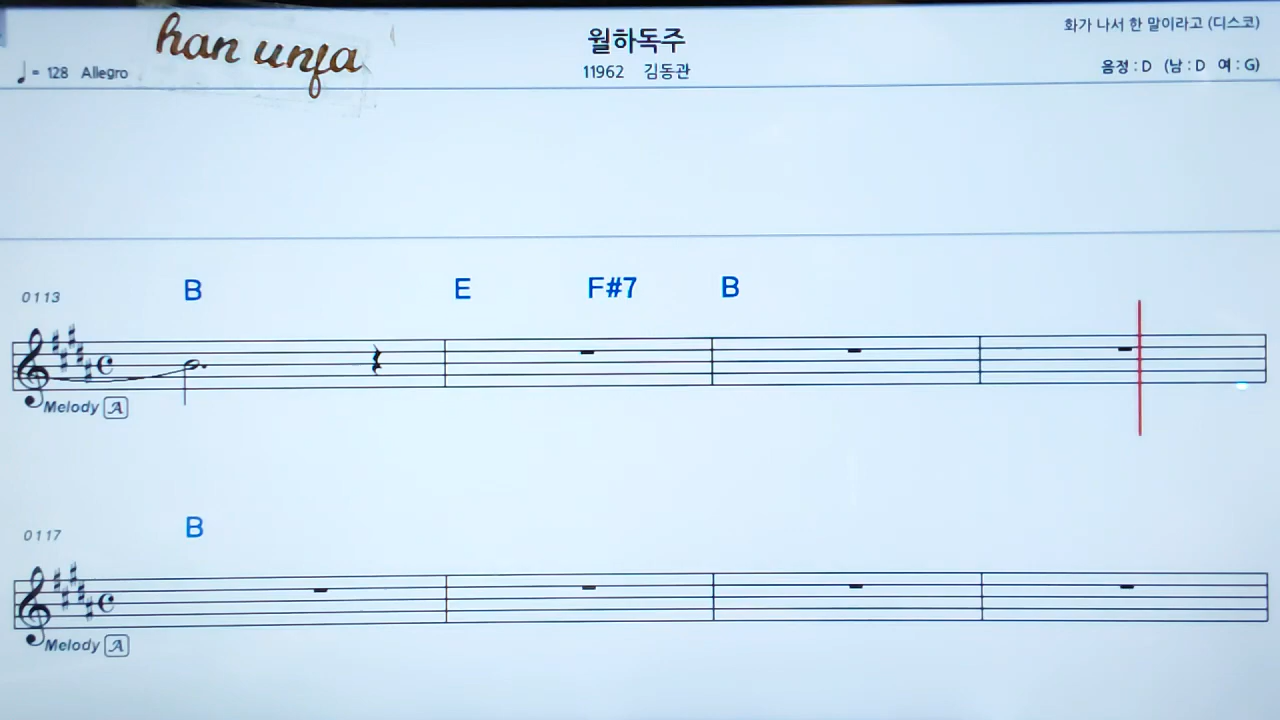 han unfa
월하독주
화가 나서 한 말이라고 (디스코)
♩= 128 Allegro
11962 김동관
음정 : D (남 : D 여 : G)
B E F#7 B
0113
Melody A
B
0117
Melody A